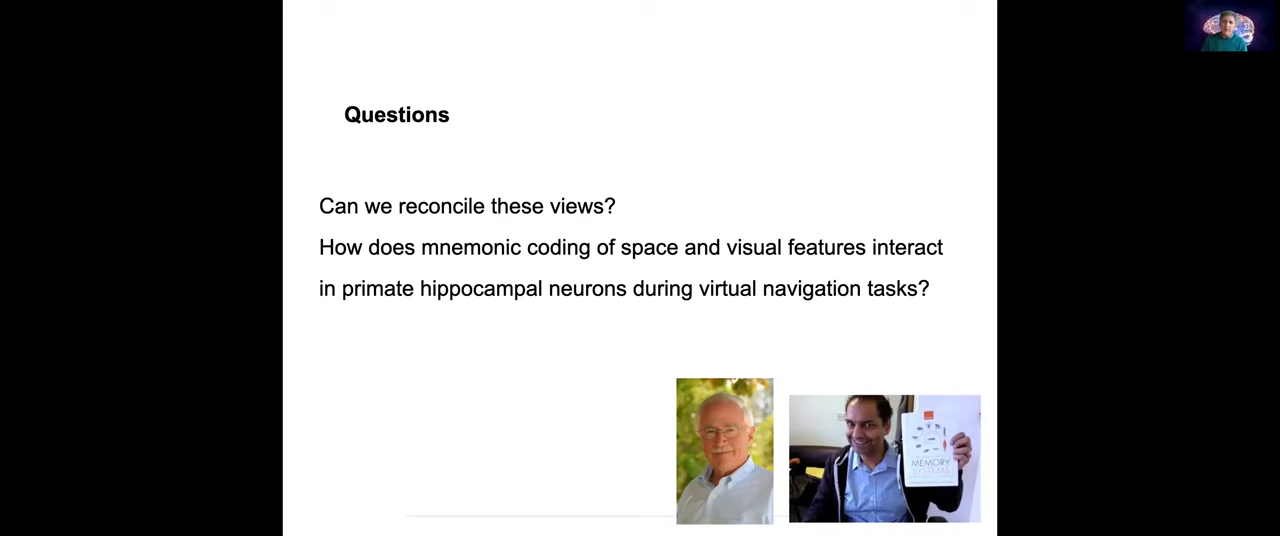 Questions
Can we reconcile these views?
How does mnemonic coding of space and visual features interact
in primate hippocampal neurons during virtual navigation tasks?
MEMORY
SYSTEMS